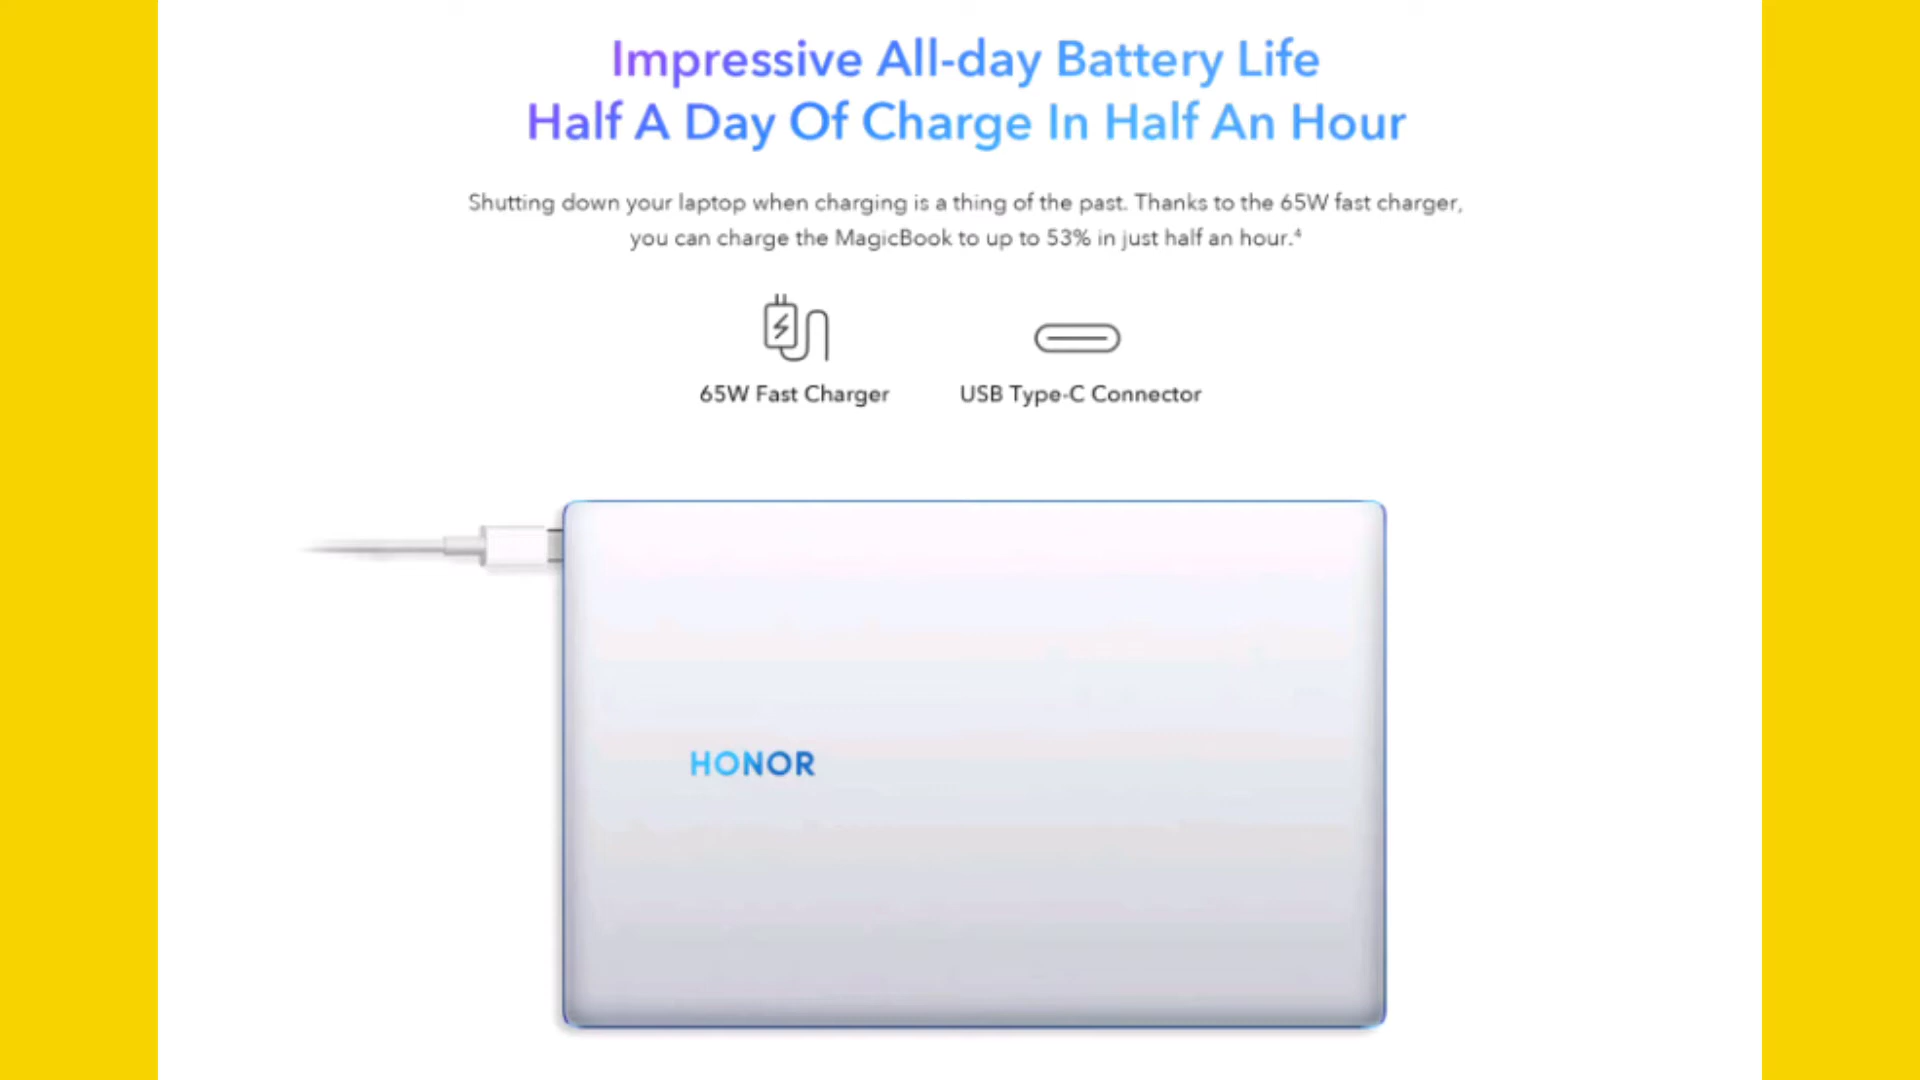 Impressive All-day Battery Life
Half A Day Of Charge In Half An Hour
Shutting down your laptop when charging is a thing of the past. Thanks to the 65W fast charger,
you can charge the MagicBook to up to 53% in just half an hour.⁴
65W Fast Charger
USB Type-C Connector
HONOR